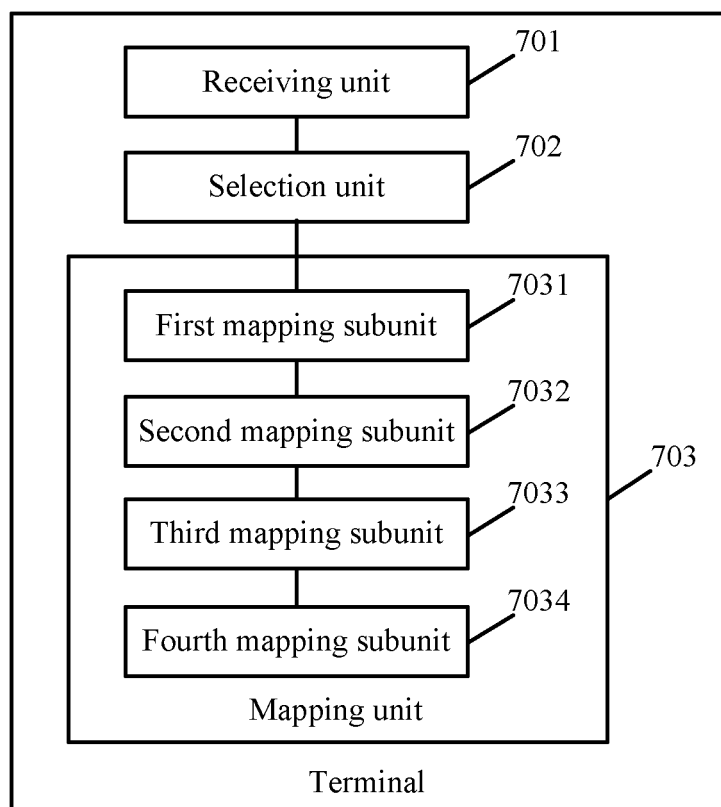 701
Receiving unit
702
Selection unit
7031
First mapping subunit
7032
Second mapping subunit
703
7033
Third mapping subunit
7034
Fourth mapping subunit
Mapping unit
Terminal